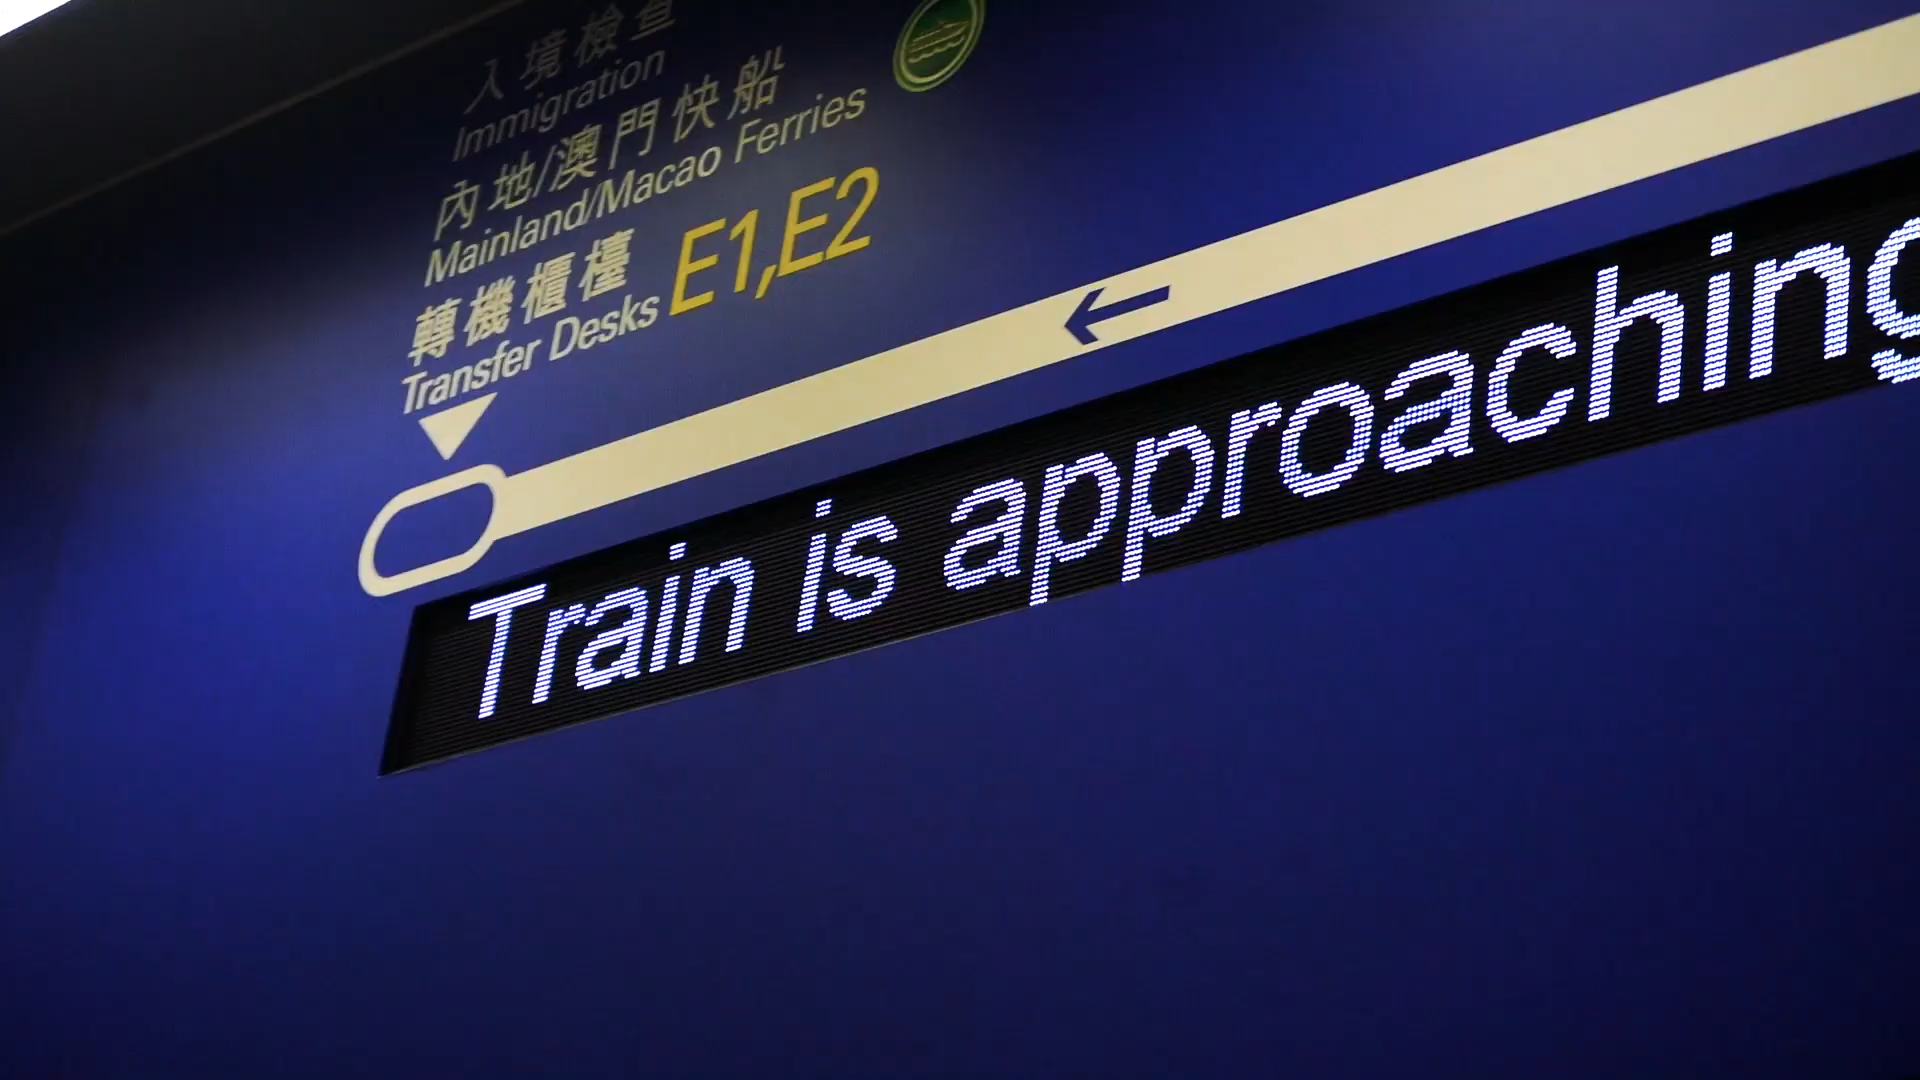 入境檢查
Immigration
內地/澳門快船
Mainland/Macao Ferries
轉機櫃檯
Transfer Desks E1,E2
Train is approaching